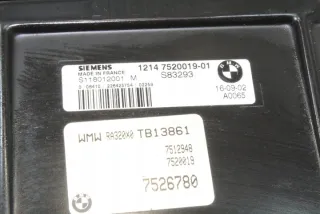 SIEMENS 1214 7520019-01
MADE IN FRANCE
S118012001 M S83293
16-09-02
A0065
WMW TB13861
7512948
7520019
7526780